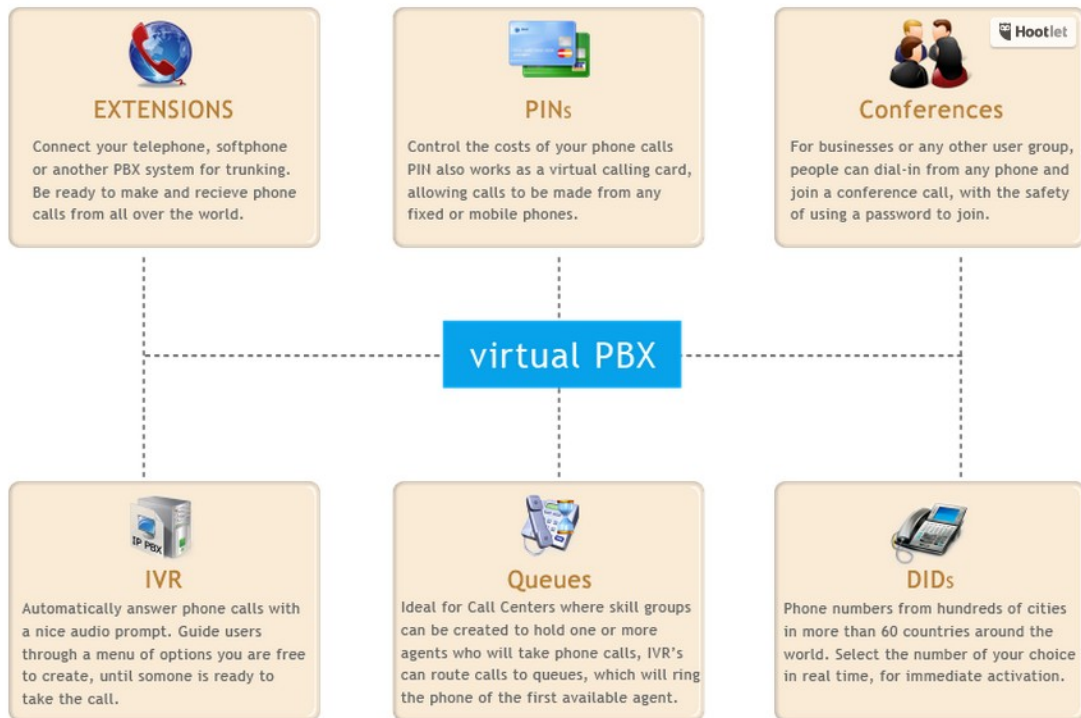 Hootlet
EXTENSIONS
Connect your telephone, softphone
or another PBX system for trunking.
Be ready to make and recieve phone
calls from all over the world.
PINs
Control the costs of your phone calls
PIN also works as a virtual calling card,
allowing calls to be made from any
fixed or mobile phones.
Conferences
For businesses or any other user group,
people can dial-in from any phone and
join a conference call, with the safety
of using a password to join.
virtual PBX
IP PBX
IVR
Automatically answer phone calls with
a nice audio prompt. Guide users
through a menu of options you are free
to create, until somone is ready to
take the call.
Queues
Ideal for Call Centers where skill groups
can be created to hold one or more
agents who will take phone calls, IVR's
can route calls to queues, which will ring
the phone of the first available agent.
DIDs
Phone numbers from hundreds of cities
in more than 60 countries around the
world. Select the number of your choice
in real time, for immediate activation.